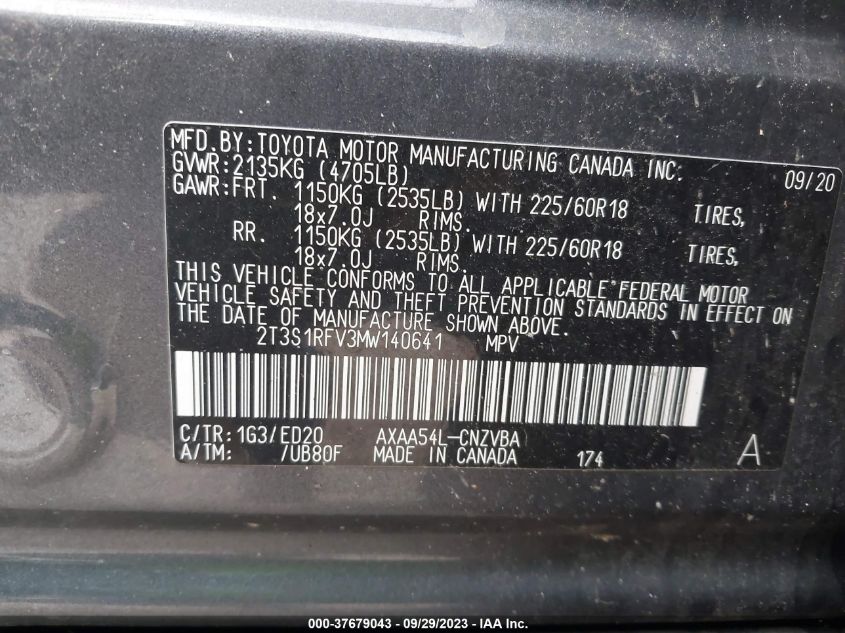 MFD.BY:TOYOTA MOTOR MANUFACTURING CANADA INC. 09/20
GVWR:2135KG (4705LB)
GAWR:FRT. 1150KG (2535LB) WITH 225/60R18 TIRES,
18x7.0J RIMS.
RR. 1150KG (2535LB) WITH 225/60R18 TIRES,
18x7.0J RIMS.
THIS VEHICLE CONFORMS TO ALL APPLICABLE FEDERAL MOTOR
VEHICLE SAFETY AND THEFT PREVENTION STANDARDS IN EFFECT ON
THE DATE OF MANUFACTURE SHOWN ABOVE.
2T3S1RFV3MW140641 MPV
C/TR: 1G3/ED20 AXAA54L-CNZVBA
A/TM: /UB80F MADE IN CANADA 174 A
000-37679043 - 09/29/2023 - IAA Inc.